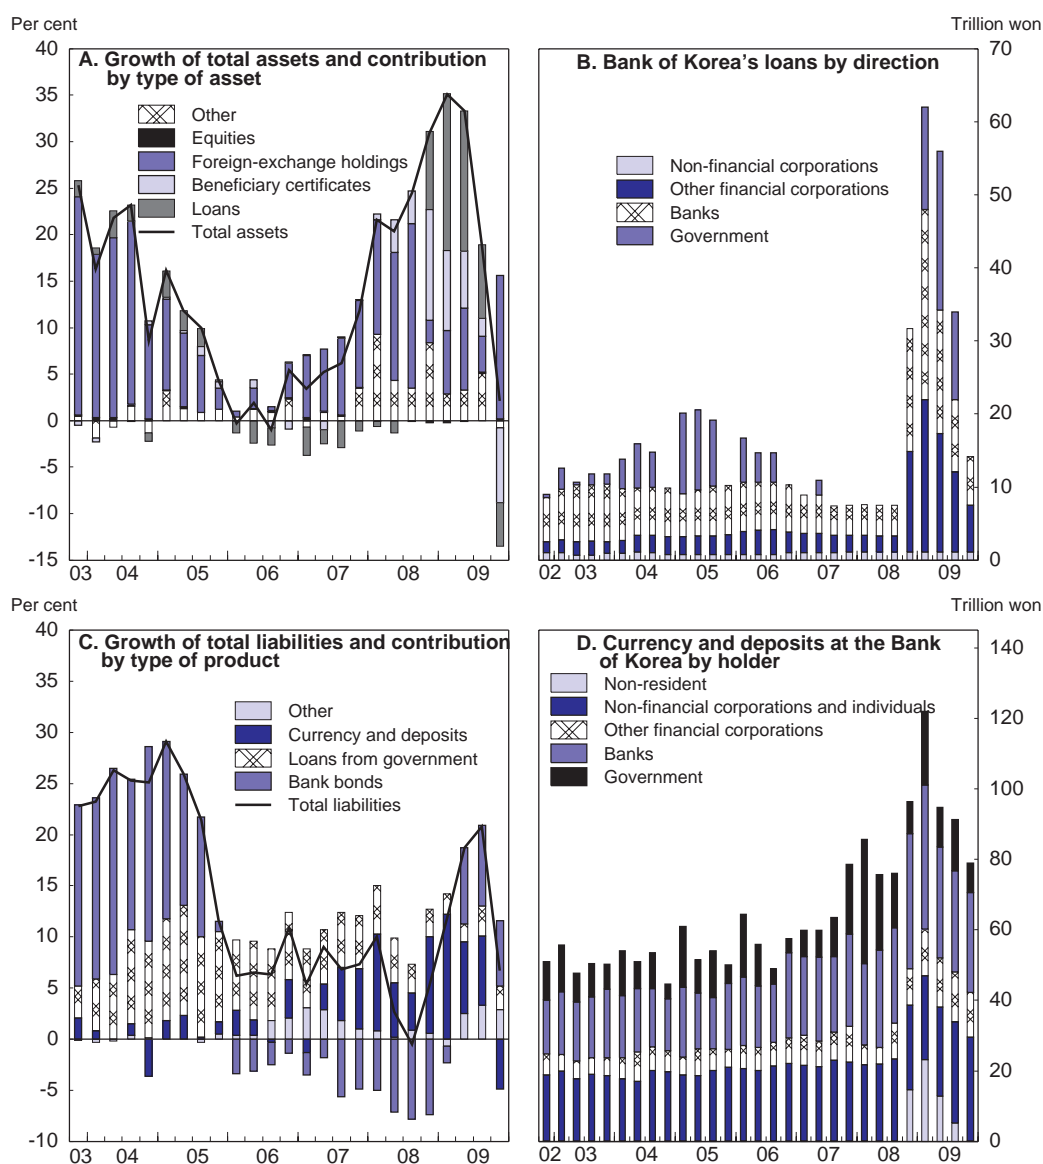 Per cent
Trillion won
A. Growth of total assets and contribution
by type of asset
Other
Equities
Foreign-exchange holdings
Beneficiary certificates
Loans
Total assets
40
35
30
25
20
15
10
5
0
-5
-10
-15
03 04 05 06 07 08 09
B. Bank of Korea's loans by direction
Non-financial corporations
Other financial corporations
Banks
Government
70
60
50
40
30
20
10
0
02 03 04 05 06 07 08 09
Per cent
Trillion won
C. Growth of total liabilities and contribution
by type of product
Other
Currency and deposits
Loans from government
Bank bonds
Total liabilities
40
35
30
25
20
15
10
5
0
-5
-10
03 04 05 06 07 08 09
D. Currency and deposits at the Bank
of Korea by holder
Non-resident
Non-financial corporations and individuals
Other financial corporations
Banks
Government
140
120
100
80
60
40
20
0
02 03 04 05 06 07 08 09